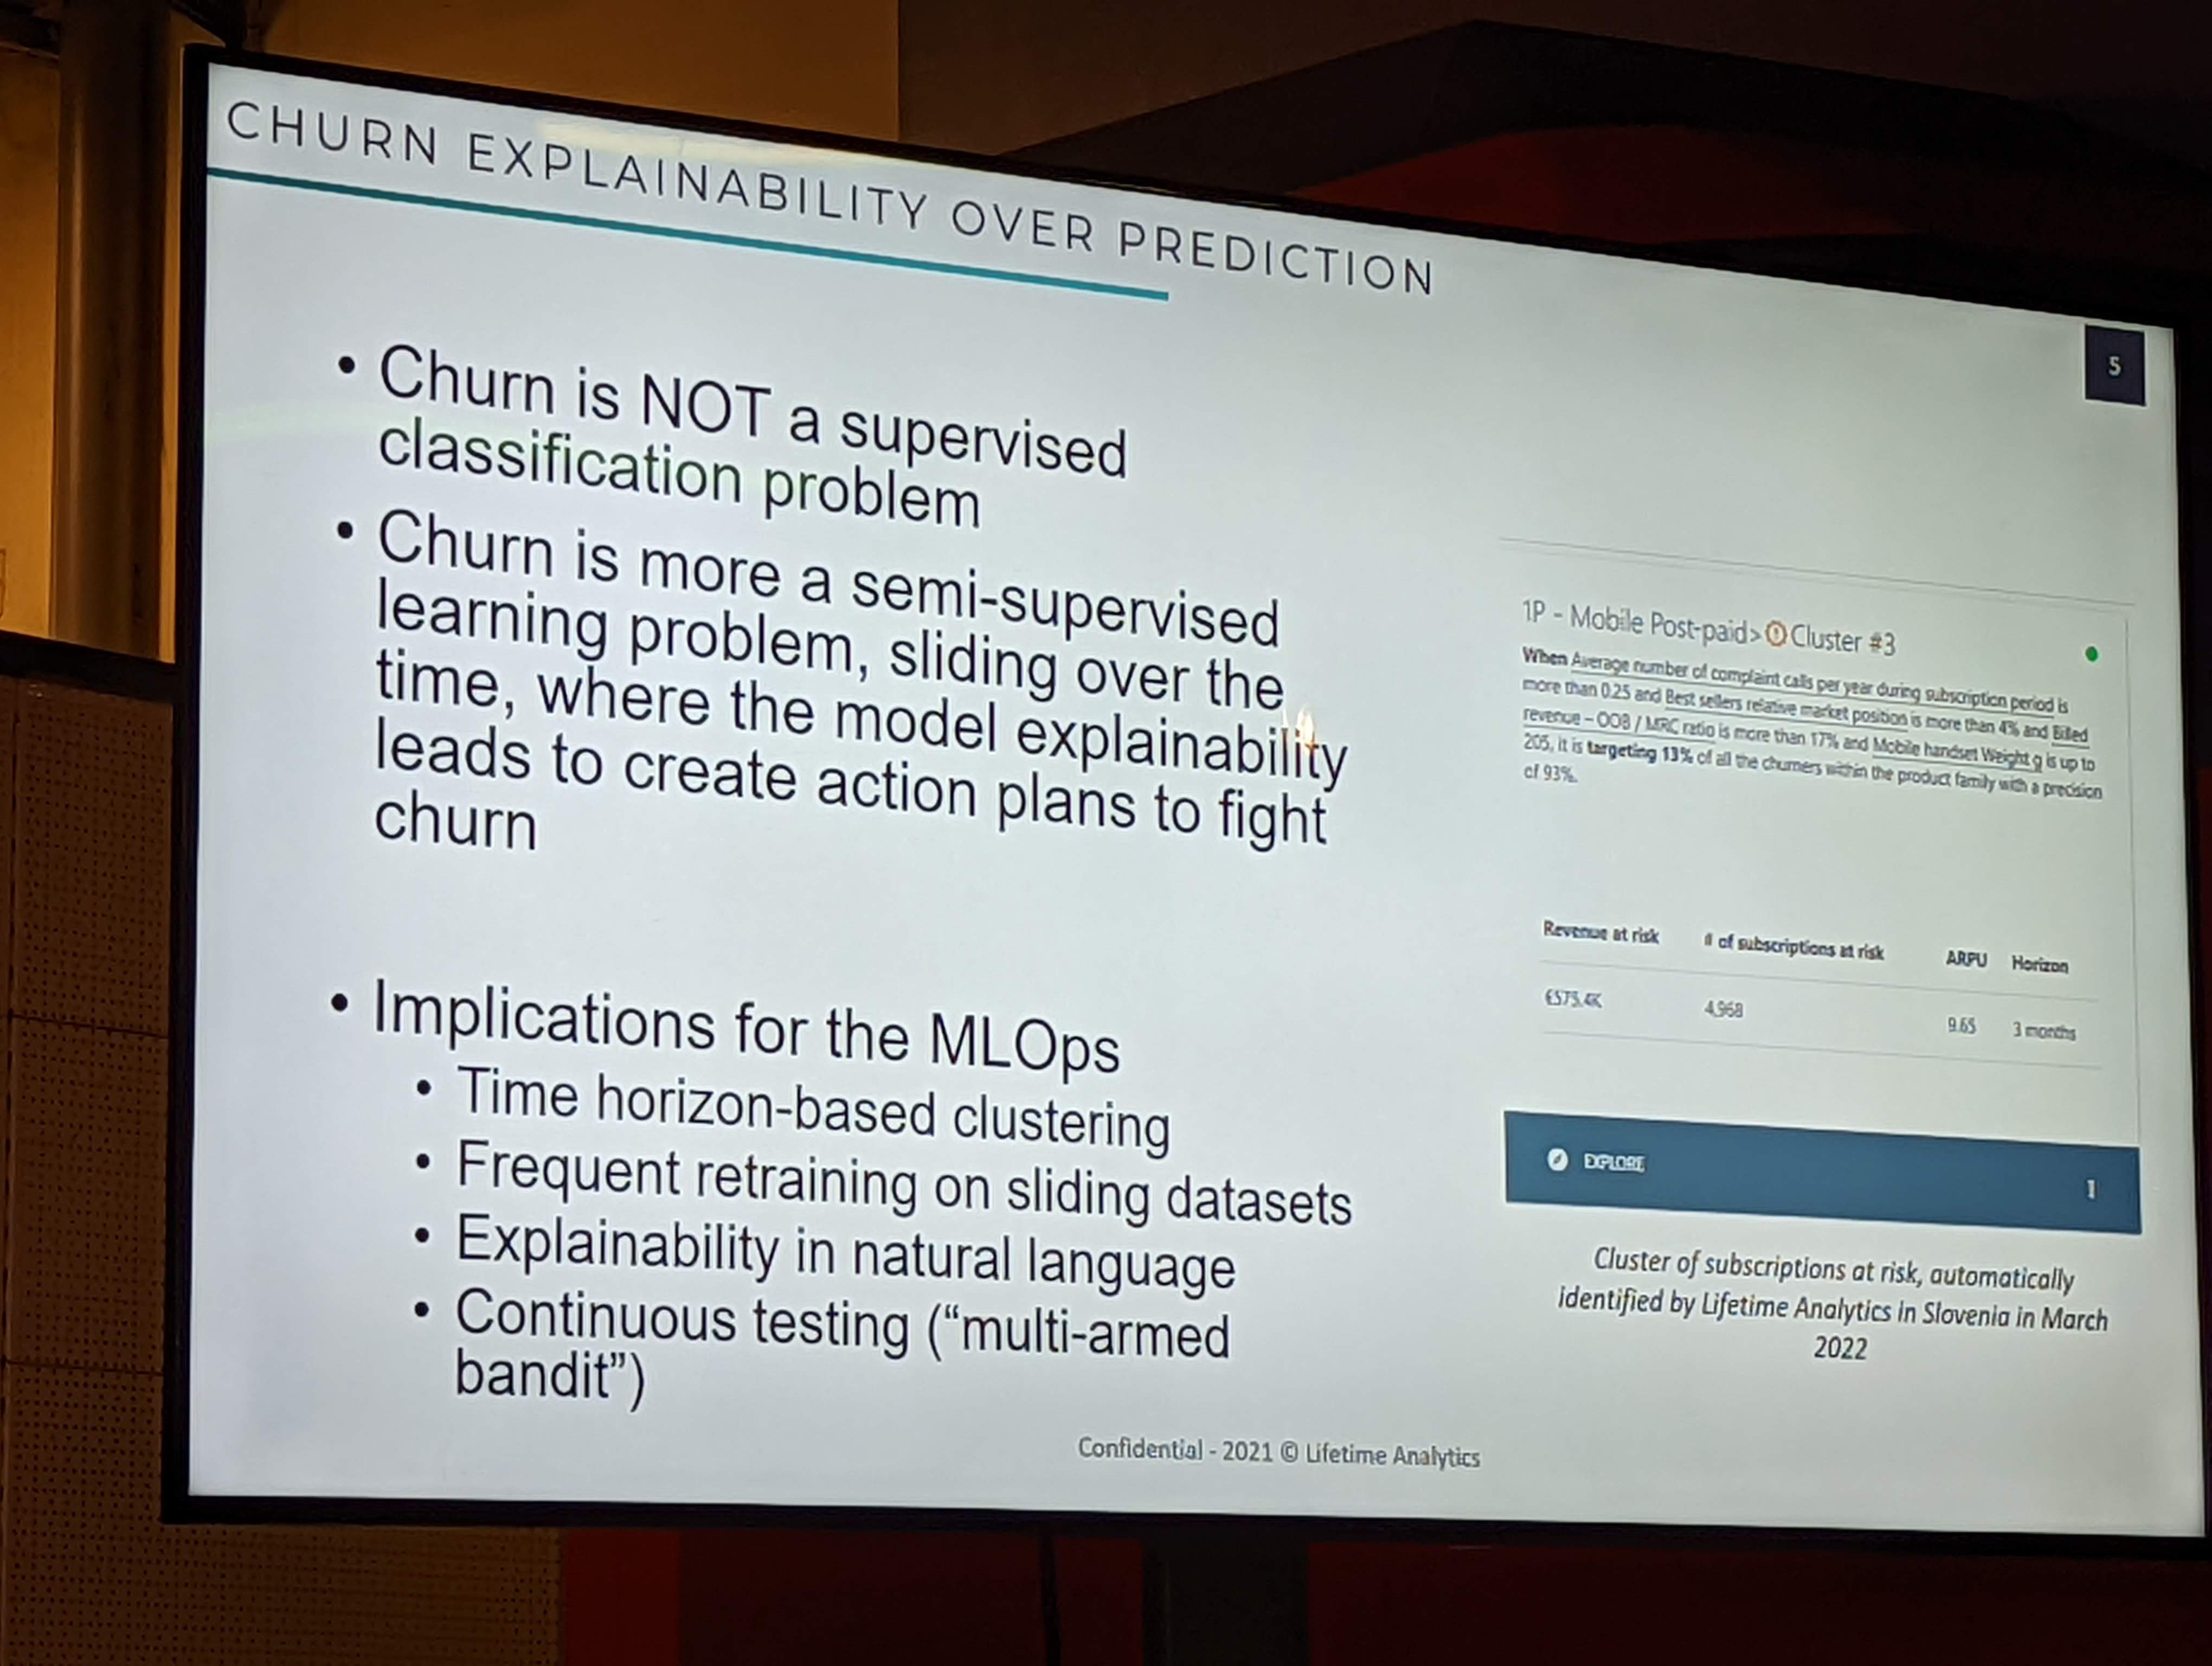 CHURN EXPLAINABILITY OVER PREDICTION
5
• Churn is NOT a supervised
classification problem
• Churn is more a semi-supervised
learning problem, sliding over the
time, where the model explainability
leads to create action plans to fight
churn
• Implications for the MLOps
• Time horizon-based clustering
• Frequent retraining on sliding datasets
• Explainability in natural language
• Continuous testing (“multi-armed
bandit”)
1P - Mobile Post-paid> Cluster #3
When Average number of complaint calls per year during subscription period is
more than 0.25 and Best sellers relative market position is more than 4% and Billed
revenue – OOB / MRC ratio is more than 17% and Mobile handset Weight g is up to
205, it is targeting 13% of all the churners within the product family with a precision
of 93%.
Revenue at risk # of subscriptions at risk ARPU Horizon
€575.4K 4,968 9.65 3 months
EXPLORE 1
Cluster of subscriptions at risk, automatically
identified by Lifetime Analytics in Slovenia in March
2022
Confidential - 2021 © Lifetime Analytics